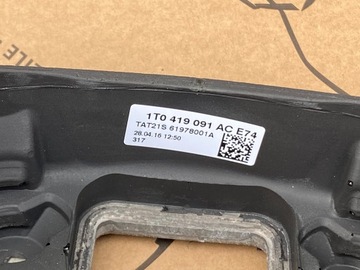 1T0 419 091 AC E74
TAT21S 61978001A
28.04.16 12:50
317